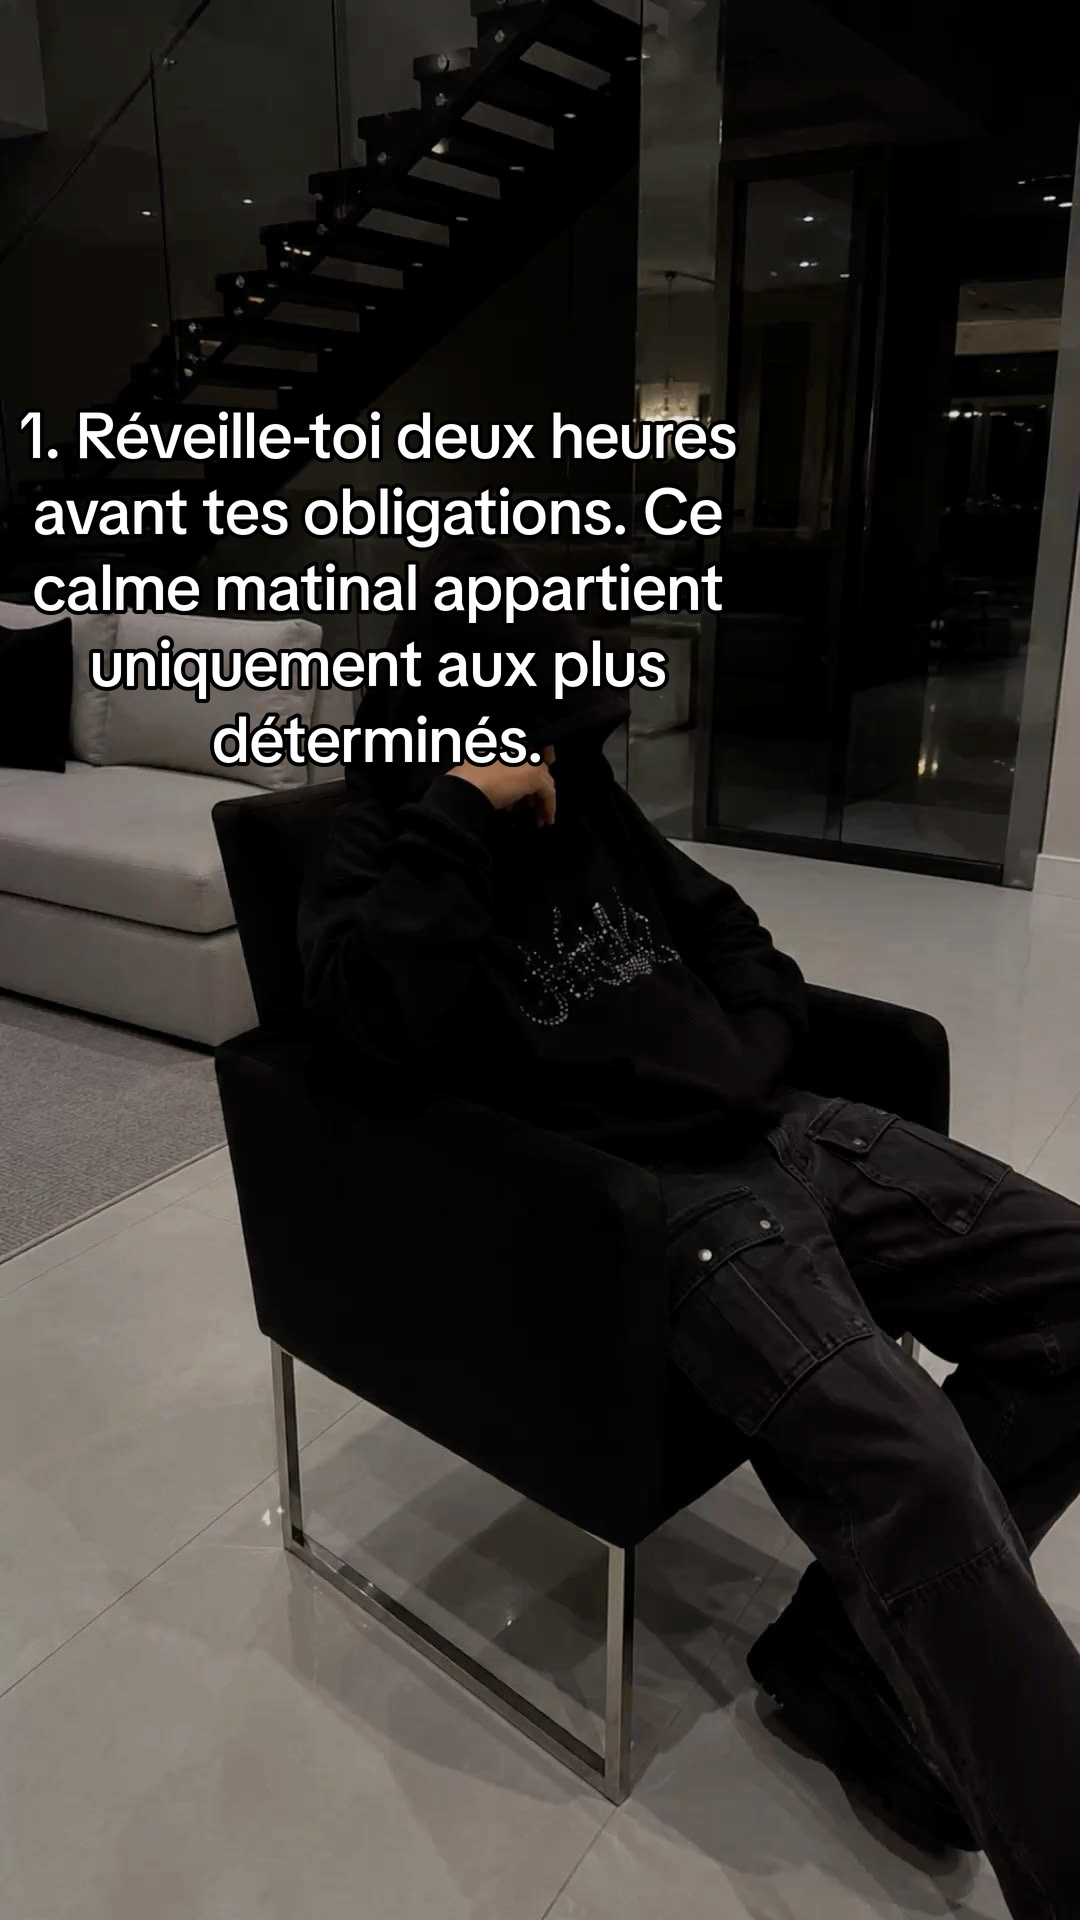 1. Réveille-toi deux heures
avant tes obligations. Ce
calme matinal appartient
uniquement aux plus
déterminés.